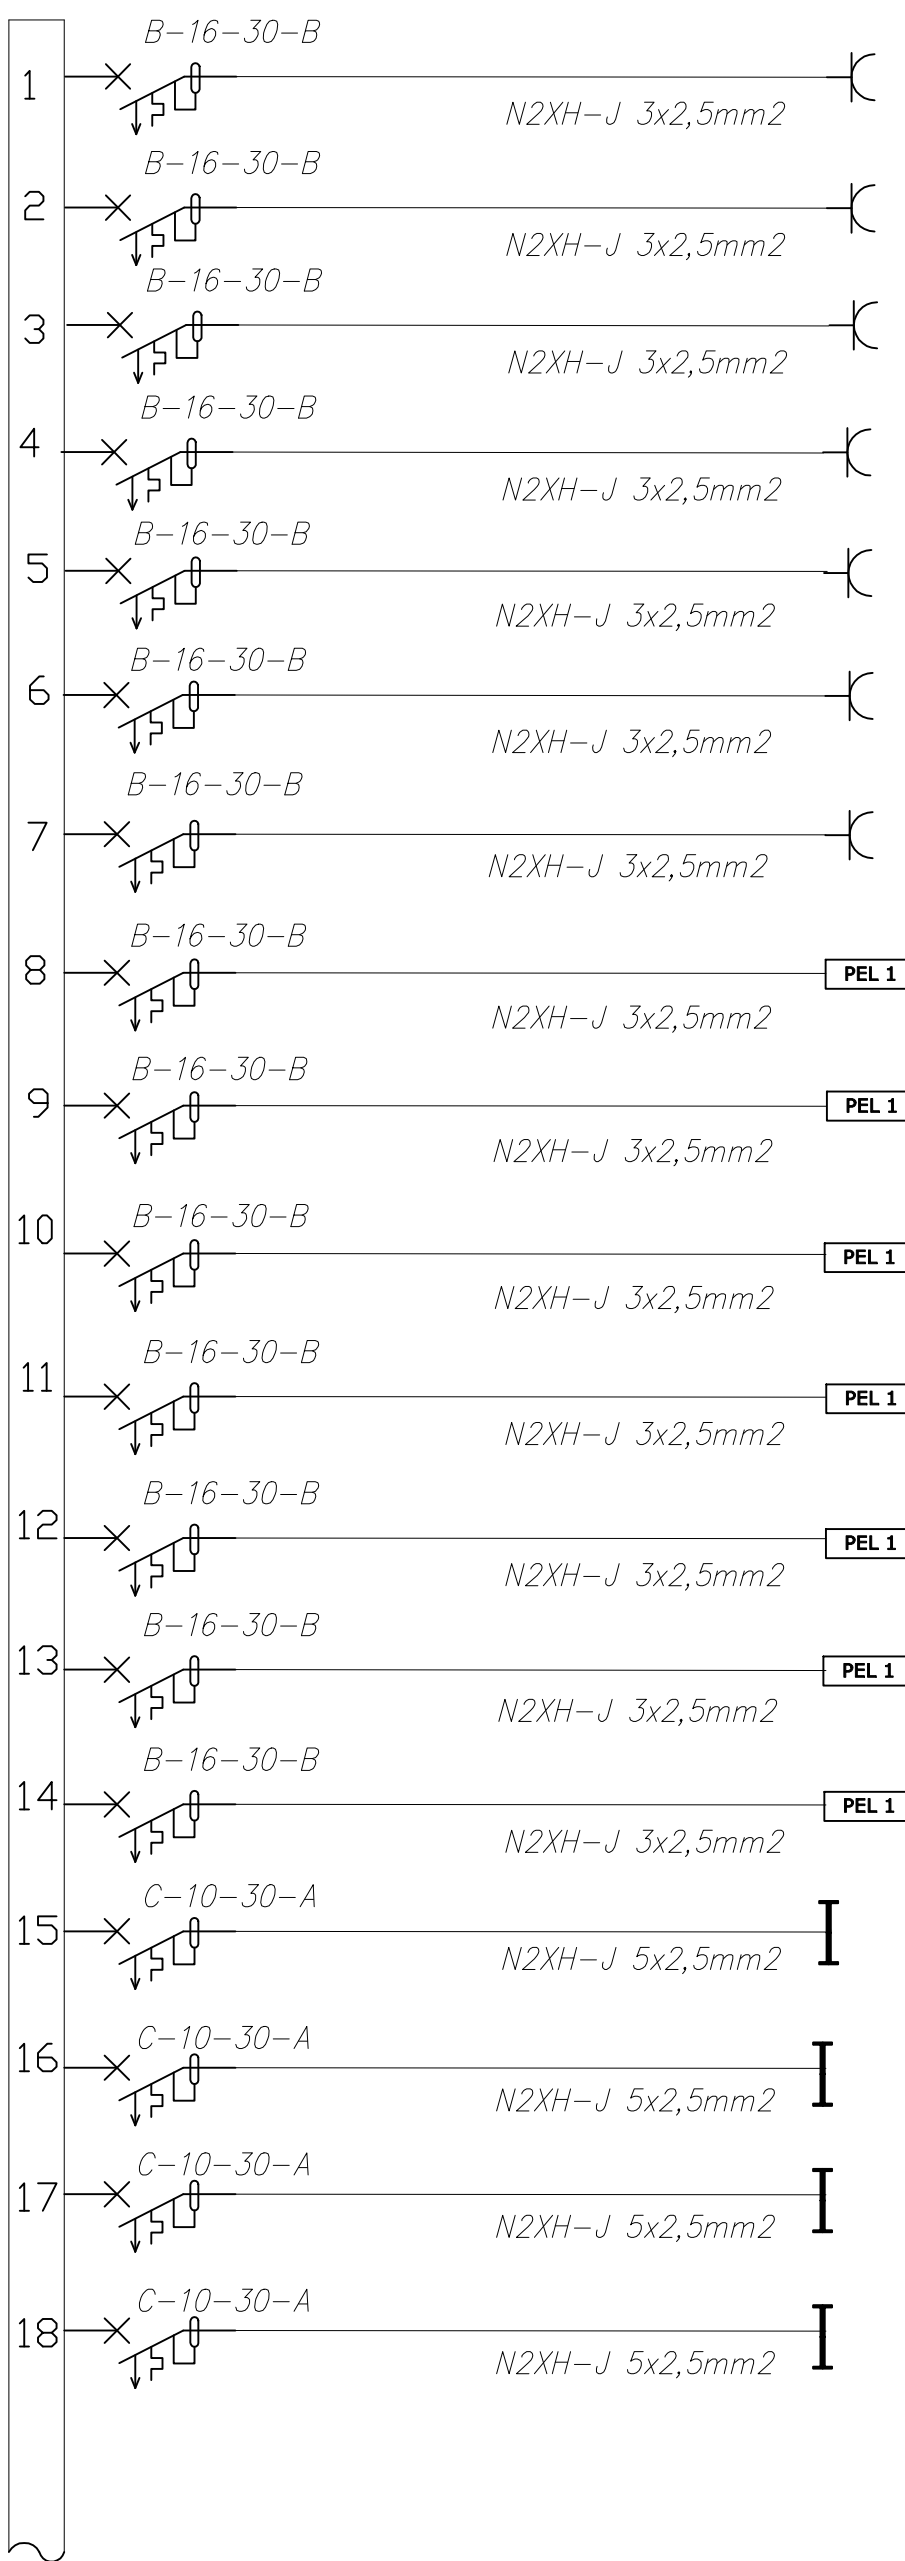 B-16-30-B
1
N2XH-J 3x2,5mm2
B-16-30-B
2
N2XH-J 3x2,5mm2
B-16-30-B
3
N2XH-J 3x2,5mm2
B-16-30-B
4
N2XH-J 3x2,5mm2
B-16-30-B
5
N2XH-J 3x2,5mm2
B-16-30-B
6
N2XH-J 3x2,5mm2
B-16-30-B
7
N2XH-J 3x2,5mm2
B-16-30-B
8
PEL 1
N2XH-J 3x2,5mm2
B-16-30-B
9
PEL 1
N2XH-J 3x2,5mm2
B-16-30-B
10
PEL 1
N2XH-J 3x2,5mm2
B-16-30-B
11
PEL 1
N2XH-J 3x2,5mm2
B-16-30-B
12
PEL 1
N2XH-J 3x2,5mm2
B-16-30-B
13
PEL 1
N2XH-J 3x2,5mm2
B-16-30-B
14
PEL 1
N2XH-J 3x2,5mm2
C-10-30-A
15
N2XH-J 5x2,5mm2
C-10-30-A
16
N2XH-J 5x2,5mm2
C-10-30-A
17
N2XH-J 5x2,5mm2
C-10-30-A
18
N2XH-J 5x2,5mm2